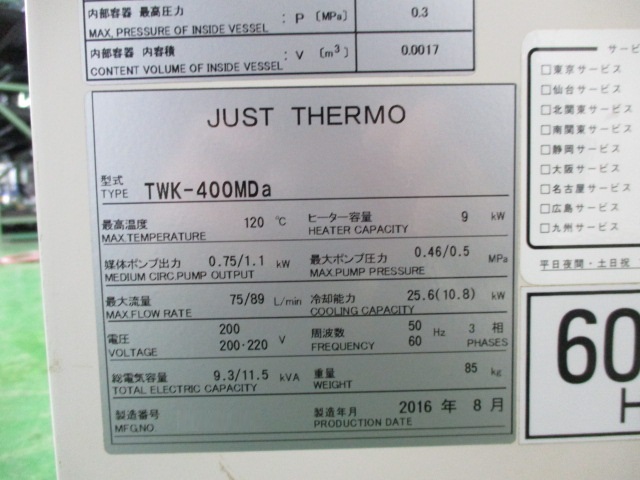 内部容器 最高圧力 : P [MPa] 0.3
MAX. PRESSURE OF INSIDE VESSEL
内部容器 内容積 : V [m³] 0.0017
CONTENT VOLUME OF INSIDE VESSEL
JUST THERMO
型式
TYPE TWK-400MDa
最高温度 120 ℃ ヒーター容量 9 kW
MAX.TEMPERATURE HEATER CAPACITY
媒体ポンプ出力 0.75/1.1 kW 最大ポンプ圧力 0.46/0.5 MPa
MEDIUM CIRC.PUMP OUTPUT MAX.PUMP PRESSURE
最大流量 75/89 L/min 冷却能力 25.6(10.8) kW
MAX.FLOW RATE COOLING CAPACITY
電圧 200 V 周波数 50 Hz 3 相
VOLTAGE 200·220 FREQUENCY 60 PHASES
総電気容量 9.3/11.5 kVA 重量 85 kg
TOTAL ELECTRIC CAPACITY WEIGHT
製造番号 製造年月 2016 年 8 月
MFG.NO. PRODUCTION DATE
サービ
□東京サービス
□仙台サービス
□北関東サービス
□南関東サービス
□静岡サービス
□大阪サービス
□名古屋サービス
□広島サービス
□九州サービス
平日夜間・土日祝
60
H